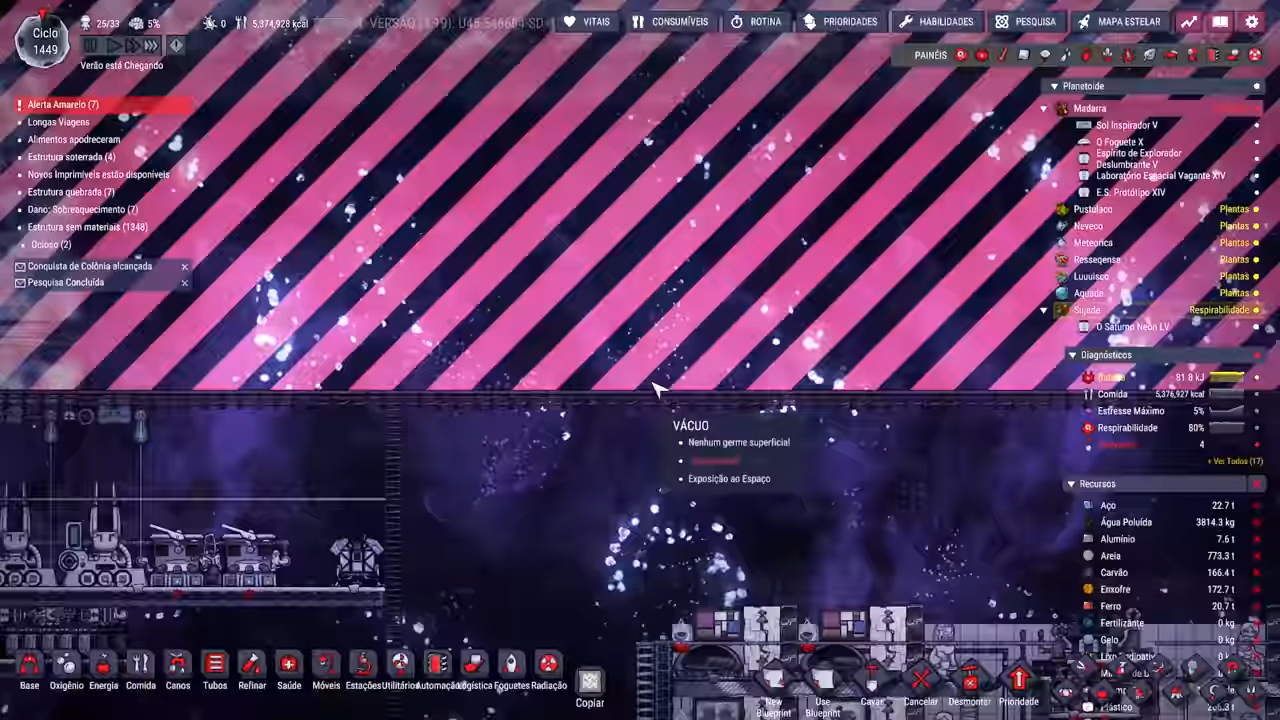 Ciclo
1449
25/33
5%
0
5,374,928 kcal
VITAIS
CONSUMÍVEIS
ROTINA
PRIORIDADES
HABILIDADES
PESQUISA
MAPA ESTELAR
Verão está Chegando
PAINÉIS
Alerta Amarelo (7)
Longas Viagens
Alimentos apodreceram
Estrutura soterrada (4)
Novos Imprimíveis estão disponíveis
Estrutura quebrada (7)
Dano: Sobreaquecimento (7)
Estrutura sem materiais (1348)
Ocioso (2)
Conquista de Colônia alcançada
Pesquisa Concluída
Planetoide
Madarra
Sol Inspirador V
O Foguete X
Espírito de Explorador
Deslumbrante V
Laboratório Espacial Vagante XIV
E.S. Protótipo XIV
Pustulaco Plantas
Neveco Plantas
Meteorica Plantas
Resseqense Plantas
Luuuisco Plantas
Aquada Plantas
Sujade Respirabilidade
O Saturno Neon LV
Diagnósticos
81.8 kJ
Comida 5,376,927 kcal
Estresse Máximo 5%
Respirabilidade 80%
4
+ Ver Todos (17)
Recursos
Aço 22.7 t
Água Poluída 3814.3 kg
Alumínio 7.6 t
Areia 773.3 t
Carvão 166.4 t
Enxofre 172.7 t
Ferro 20.7 t
Fertilizante 0 kg
Gelo 0 kg
Plástico
VÁCUO
Nenhum germe superficial
Exposição ao Espaço
Base
Oxigênio
Energia
Comida
Canos
Tubos
Refinar
Saúde
Móveis
Estações
Utilitários
Automação
Logística
Foguetes
Radiação
Copiar
New
Blueprint
Use
Blueprint
Cavar
Cancelar
Desmontar
Prioridade